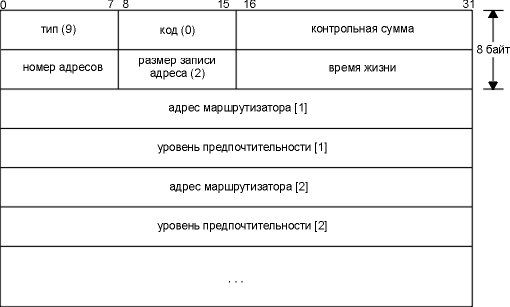 0 7 8 15 16 31
тип (9) код (0) контрольная сумма
8 байт
номер адресов размер записи адреса (2) время жизни
адрес маршрутизатора [1]
уровень предпочтительности [1]
адрес маршрутизатора [2]
уровень предпочтительности [2]
. . .